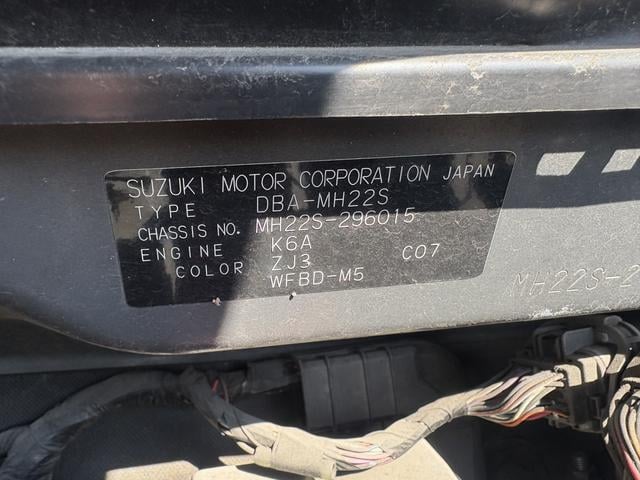 SUZUKI MOTOR CORPORATION JAPAN
TYPE DBA-MH22S
CHASSIS NO. MH22S-296015
ENGINE K6A
COLOR ZJ3 C07
WFBD-M5
MH22S-2